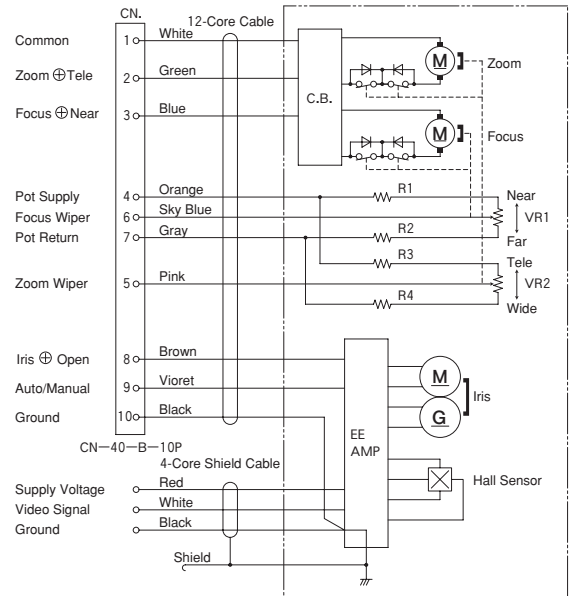 CN.
12-Core Cable
Common 1 White
Zoom ⊕Tele 2 Green
Focus ⊕Near 3 Blue
C.B.
M Zoom
M Focus
Pot Supply 4 Orange R1 Near
Focus Wiper 6 Sky Blue VR1
Pot Return 7 Gray R2 Far
R3 Tele
Zoom Wiper 5 Pink VR2
R4 Wide
Iris ⊕ Open 8 Brown
Auto/Manual 9 Vioret
Ground 10 Black
M
G
Iris
EE
AMP
CN-40-B-10P
4-Core Shield Cable
Supply Voltage Red
Video Signal White
Ground Black
Hall Sensor
Shield